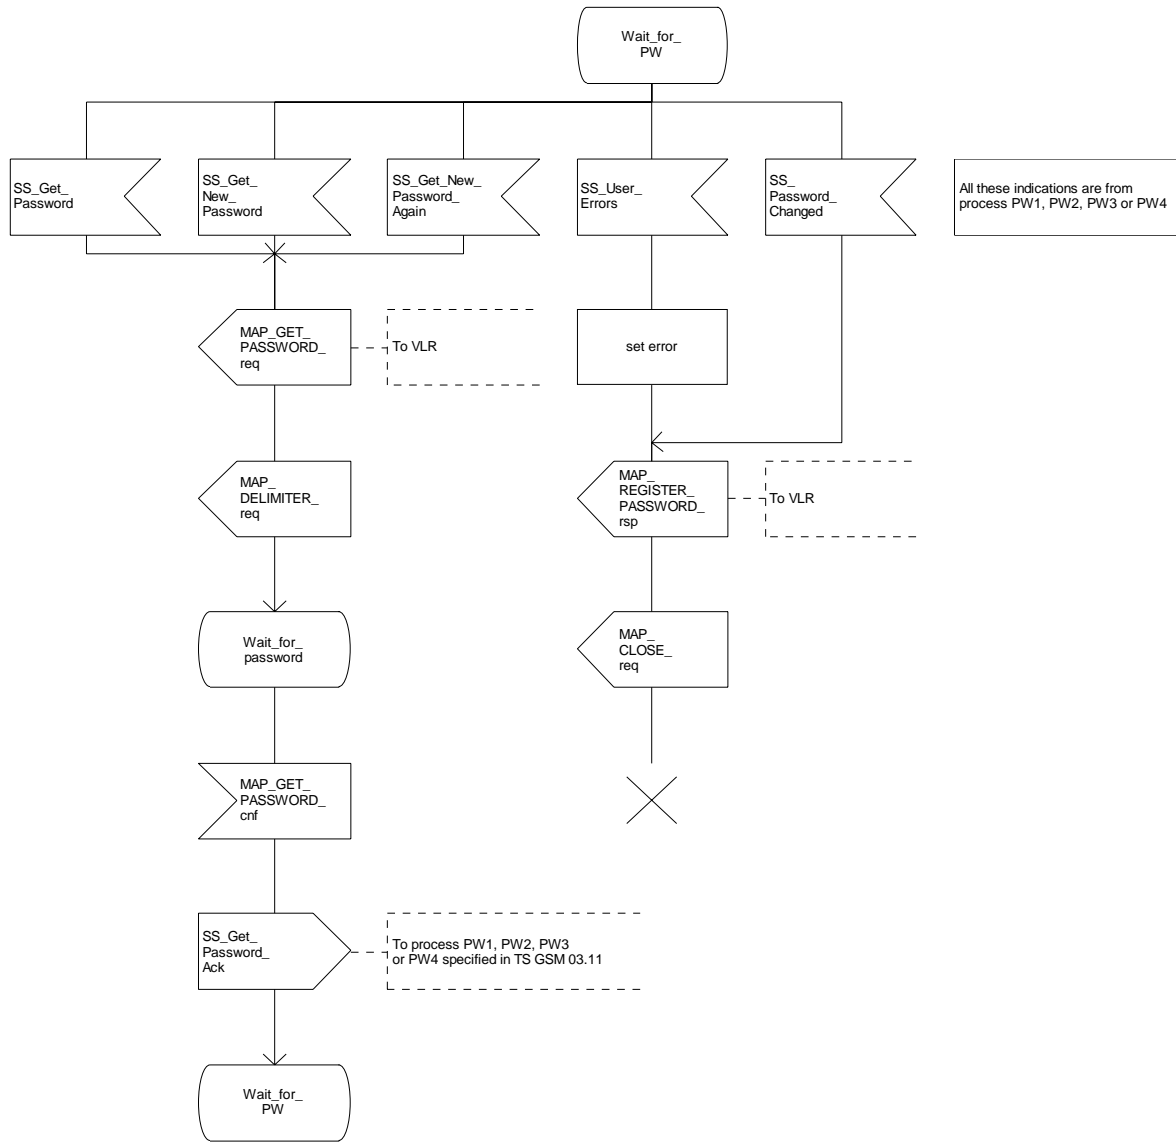 Wait_for_
PW
SS_Get_
Password
SS_Get_
New_
Password
SS_Get_New_
Password_
Again
SS_User_
Errors
SS_
Password_
Changed
All these indications are from
process PW1, PW2, PW3 or PW4
MAP_GET_
PASSWORD_
req
To VLR
set error
MAP_
DELIMITER_
req
MAP_
REGISTER_
PASSWORD_
rsp
To VLR
Wait_for_
password
MAP_
CLOSE_
req
MAP_GET_
PASSWORD_
cnf
SS_Get_
Password_
Ack
To process PW1, PW2, PW3
or PW4 specified in TS GSM 03.11
Wait_for_
PW